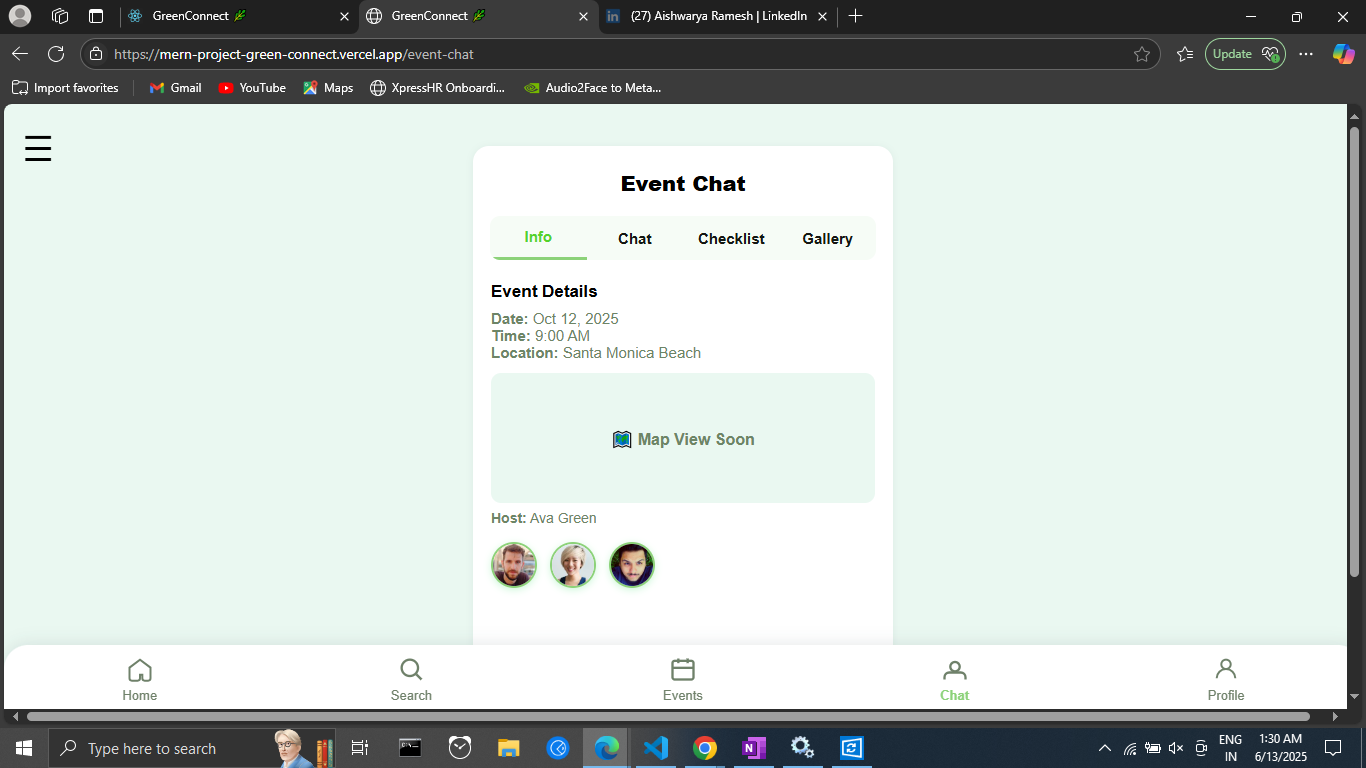 GreenConnect
GreenConnect
(27) Aishwarya Ramesh | LinkedIn
https://mern-project-green-connect.vercel.app/event-chat
Update
Import favorites
Gmail
YouTube
Maps
XpressHR Onboardi...
Audio2Face to Meta...
Event Chat
Info
Chat
Checklist
Gallery
Event Details
Date: Oct 12, 2025
Time: 9:00 AM
Location: Santa Monica Beach
Map View Soon
Host: Ava Green
Home
Search
Events
Chat
Profile
Type here to search
ENG
IN
1:30 AM
6/13/2025